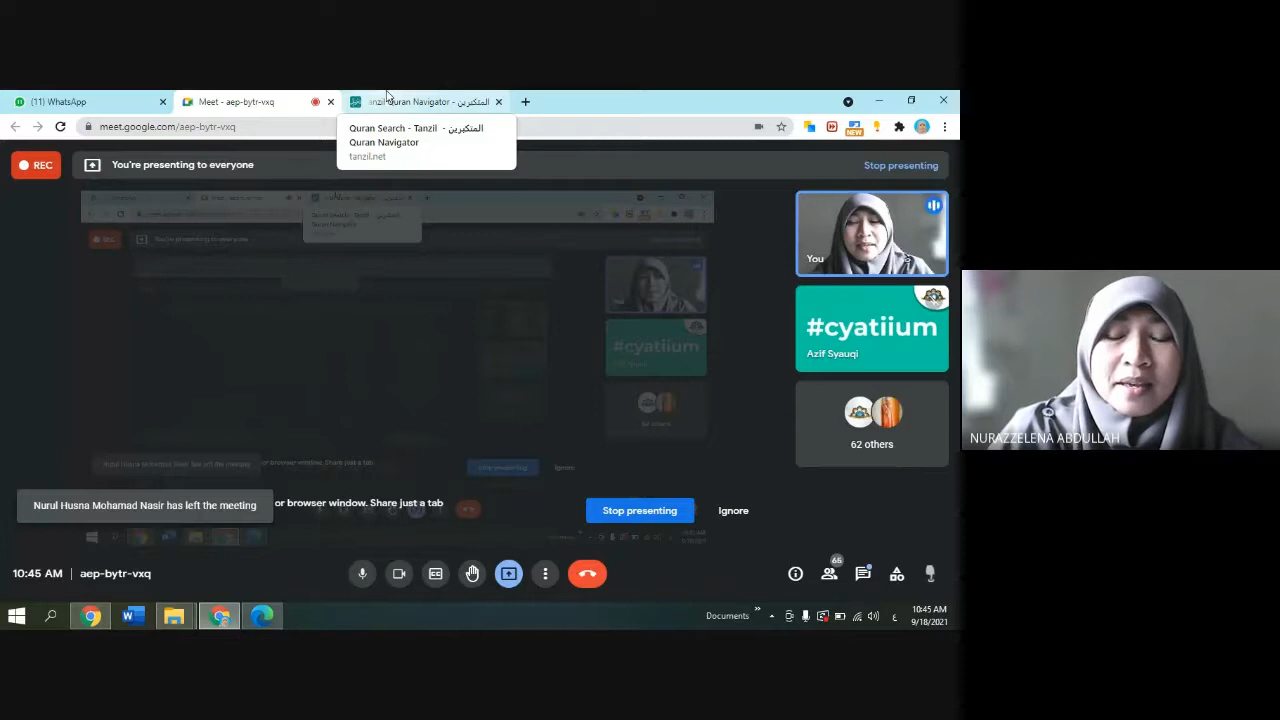 (11) WhatsApp
Meet - aep-bytr-vxq
anzil Quran Navigator - المتكبرين
meet.google.com/aep-bytr-vxq
NEW
Quran Search - Tanzil - المتكبرين
Quran Navigator
tanzil.net
REC
You're presenting to everyone
Stop presenting
You
#cyatiium
Azif Syauqi
62 others
NURAZZELENA ABDULLAH
Nurul Husna Mohamad Nasir has left the meeting
or browser window. Share just a tab
Stop presenting
Ignore
10:45 AM
aep-bytr-vxq
65
Documents
ع
10:45 AM
9/18/2021